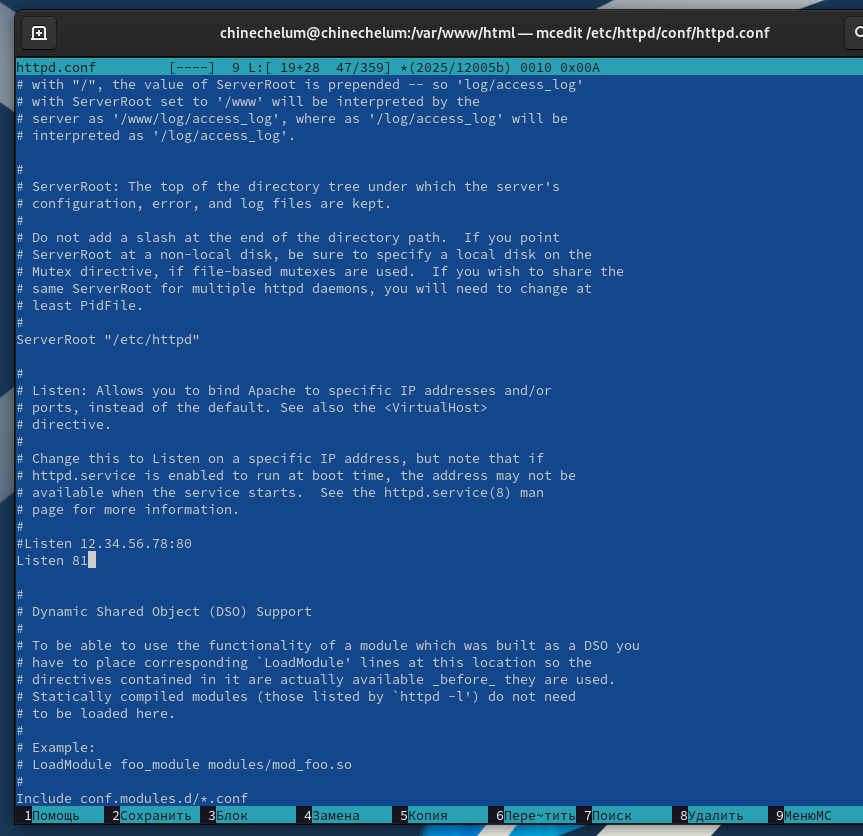 chinechelum@chinechelum:/var/www/html — mcedit /etc/httpd/conf/httpd.conf
httpd.conf         [----]  9 L:[ 19+28  47/359] *(2025/12005b) 0010 0x00A
# with "/", the value of ServerRoot is prepended -- so 'log/access_log'
# with ServerRoot set to '/www' will be interpreted by the
# server as '/www/log/access_log', where as '/log/access_log' will be
# interpreted as '/log/access_log'.
#
# ServerRoot: The top of the directory tree under which the server's
# configuration, error, and log files are kept.
#
# Do not add a slash at the end of the directory path.  If you point
# ServerRoot at a non-local disk, be sure to specify a local disk on the
# Mutex directive, if file-based mutexes are used.  If you wish to share the
# same ServerRoot for multiple httpd daemons, you will need to change at
# least PidFile.
#
ServerRoot "/etc/httpd"
#
# Listen: Allows you to bind Apache to specific IP addresses and/or
# ports, instead of the default. See also the <VirtualHost>
# directive.
#
# Change this to Listen on a specific IP address, but note that if
# httpd.service is enabled to run at boot time, the address may not be
# available when the service starts.  See the httpd.service(8) man
# page for more information.
#
#Listen 12.34.56.78:80
Listen 81
#
# Dynamic Shared Object (DSO) Support
#
# To be able to use the functionality of a module which was built as a DSO you
# have to place corresponding `LoadModule' lines at this location so the
# directives contained in it are actually available _before_ they are used.
# Statically compiled modules (those listed by `httpd -l') do not need
# to be loaded here.
#
# Example:
# LoadModule foo_module modules/mod_foo.so
#
Include conf.modules.d/*.conf
1Помощь 2Сохранить 3Блок 4Замена 5Копия 6Пере~тить 7Поиск 8Удалить 9МенюMC